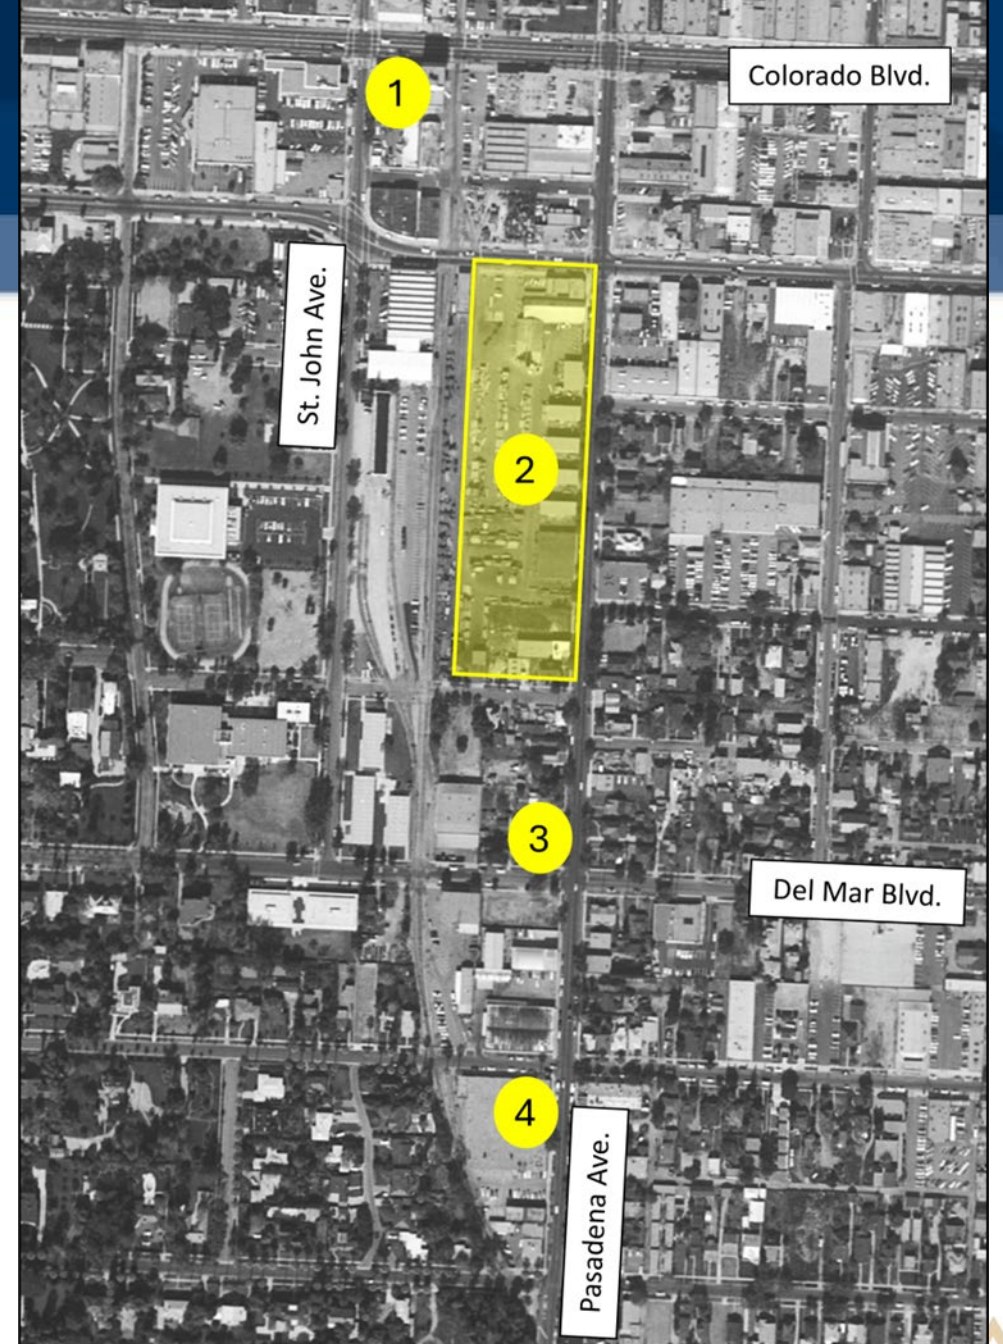 Colorado Blvd.
1
St. John Ave.
2
3
Del Mar Blvd.
4
Pasadena Ave.